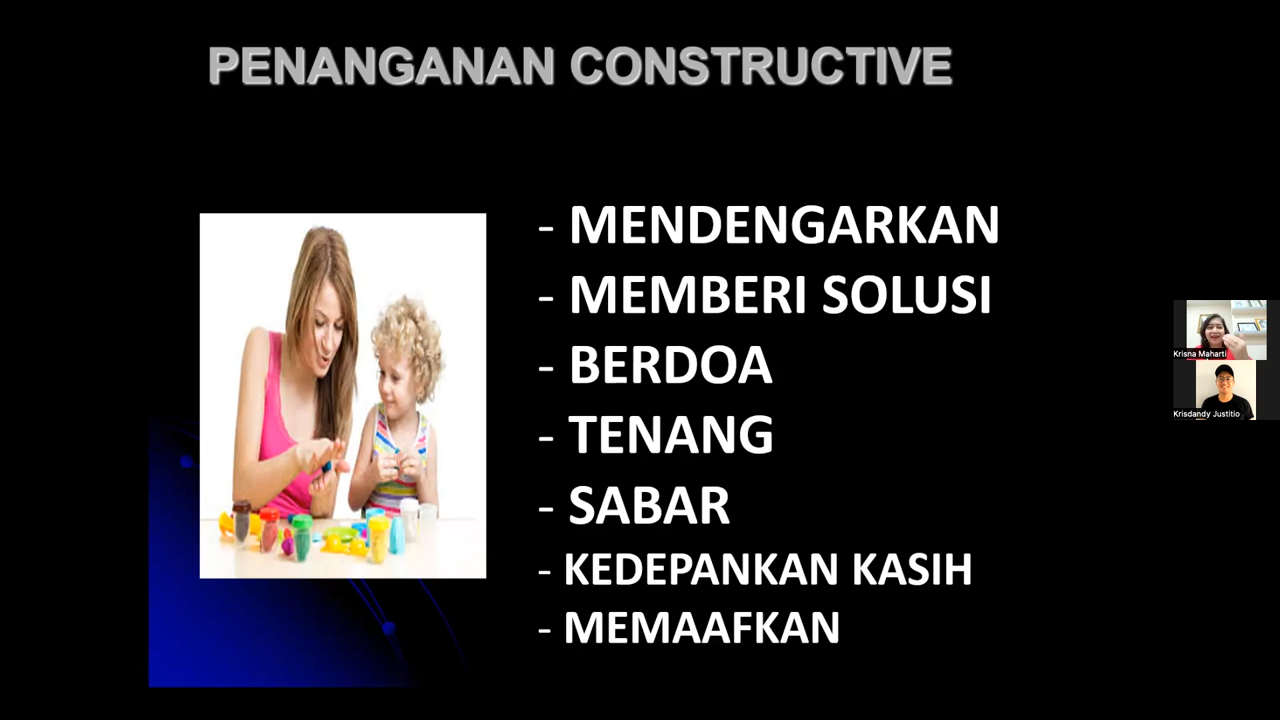 PENANGANAN CONSTRUCTIVE
- MENDENGARKAN
- MEMBERI SOLUSI
- BERDOA
- TENANG
- SABAR
- KEDEPANKAN KASIH
- MEMAAFKAN
Krisna Maharti
Krisdandy Justitio